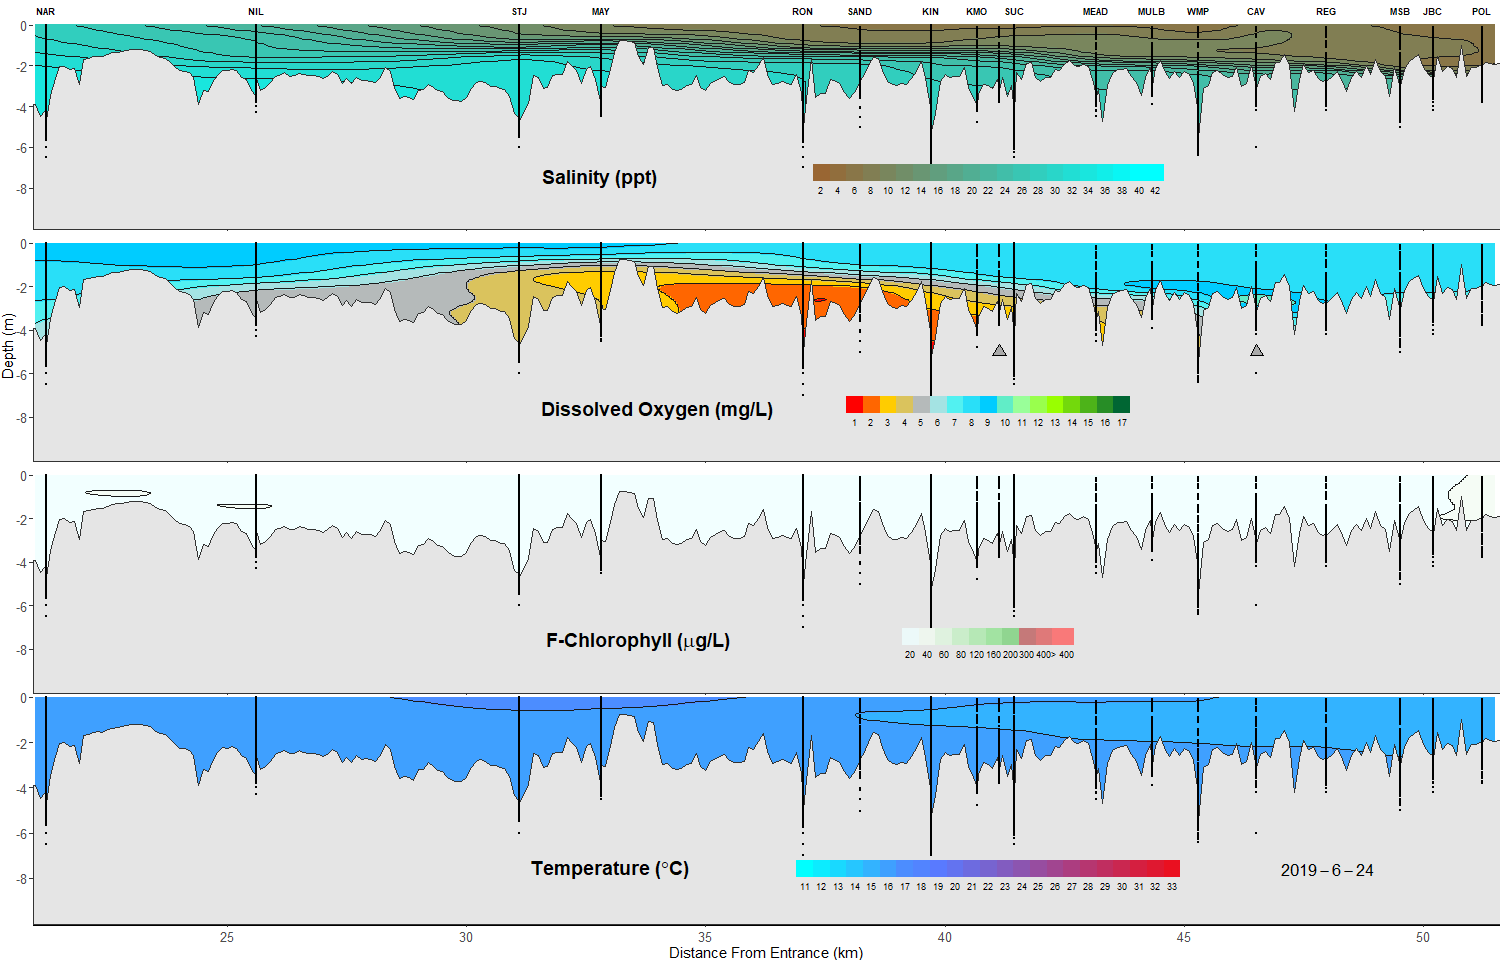 NAR NIL STJ MAY RON SAND KIN KMO SUC MEAD MULB WMP CAV REG MSB JBC POL
0
-2
-4
-6
-8
Salinity (ppt)
2 4 6 8 10 12 14 16 18 20 22 24 26 28 30 32 34 36 38 40 42
0
-2
-4
-6
-8
Depth (m)
Dissolved Oxygen (mg/L)
1 2 3 4 5 6 7 8 9 10 11 12 13 14 15 16 17
0
-2
-4
-6
-8
F-Chlorophyll (μg/L)
20 40 60 80 120 160 200 300 400> 400
0
-2
-4
-6
-8
Temperature (°C)
11 12 13 14 15 16 17 18 19 20 21 22 23 24 25 26 27 28 29 30 31 32 33
2019 – 6 – 24
25 30 35 40 45 50
Distance From Entrance (km)